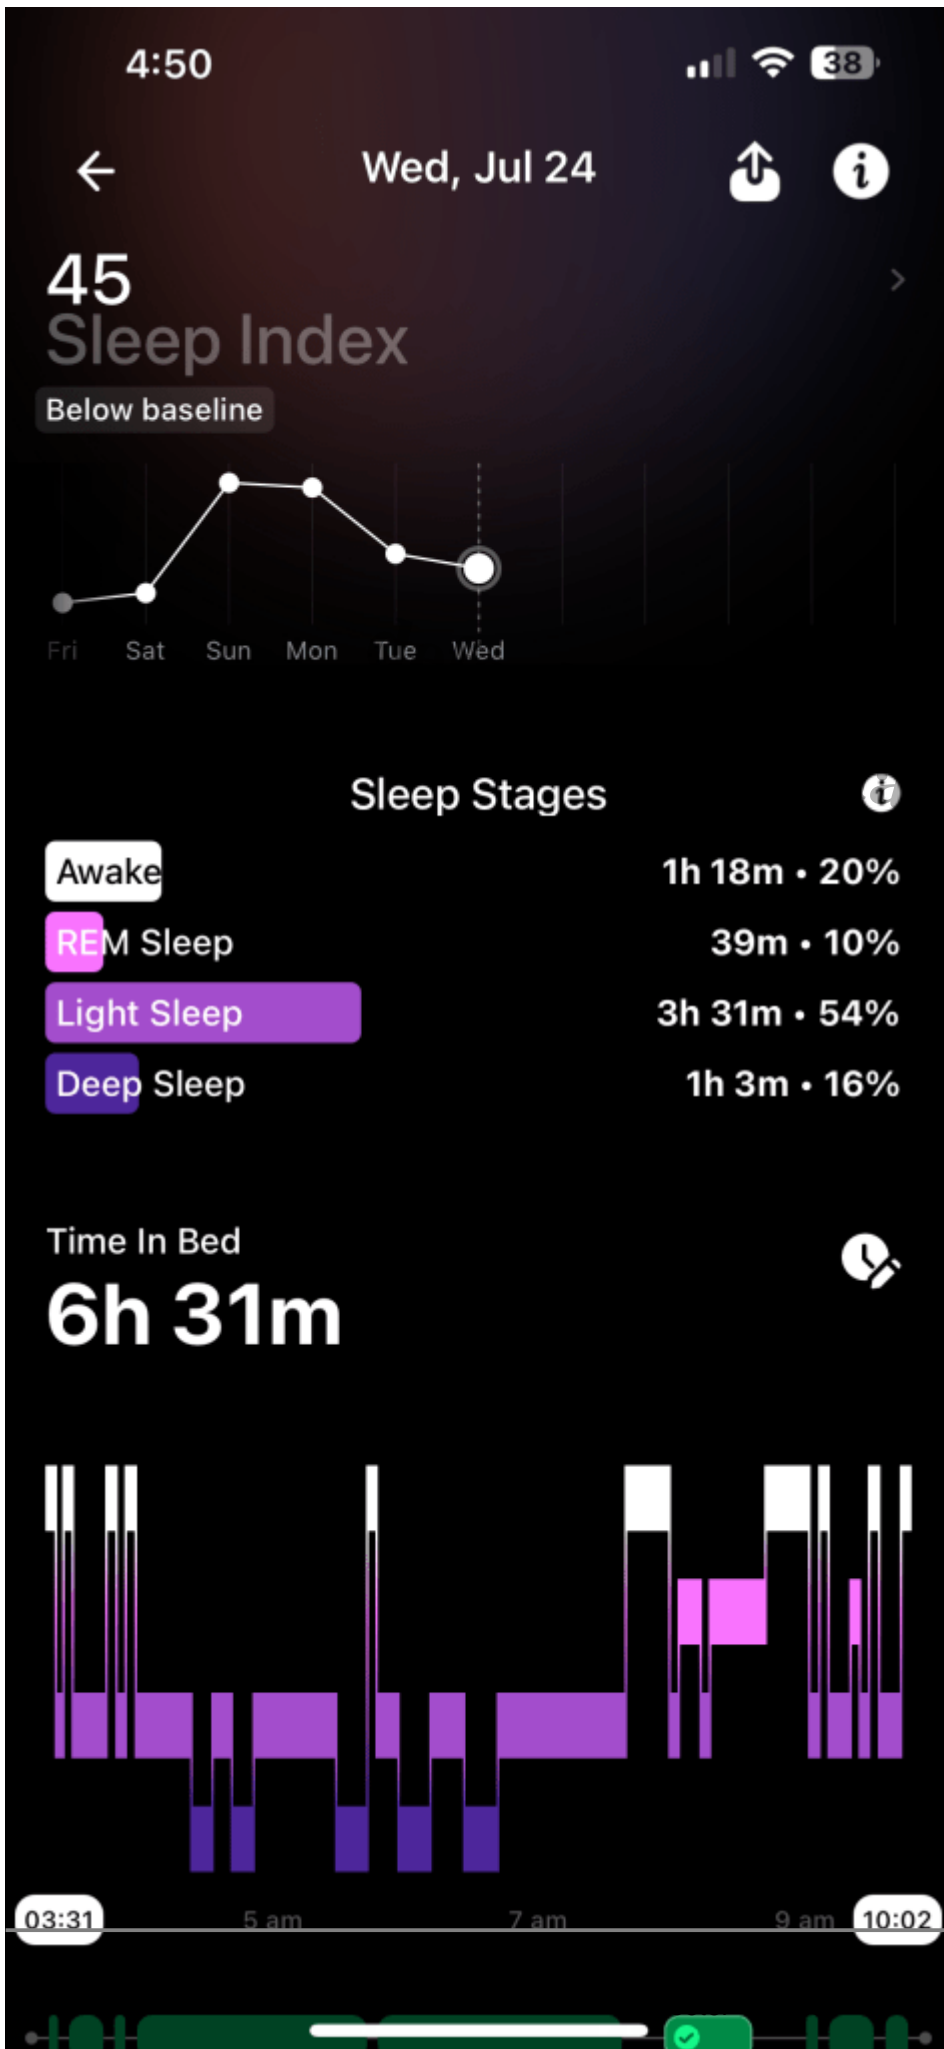 4:50
38
Wed, Jul 24
45
Sleep Index
Below baseline
Fri Sat Sun Mon Tue Wed
Sleep Stages
Awake 1h 18m • 20%
REM Sleep 39m • 10%
Light Sleep 3h 31m • 54%
Deep Sleep 1h 3m • 16%
Time In Bed
6h 31m
03:31 5 am 7 am 9 am 10:02